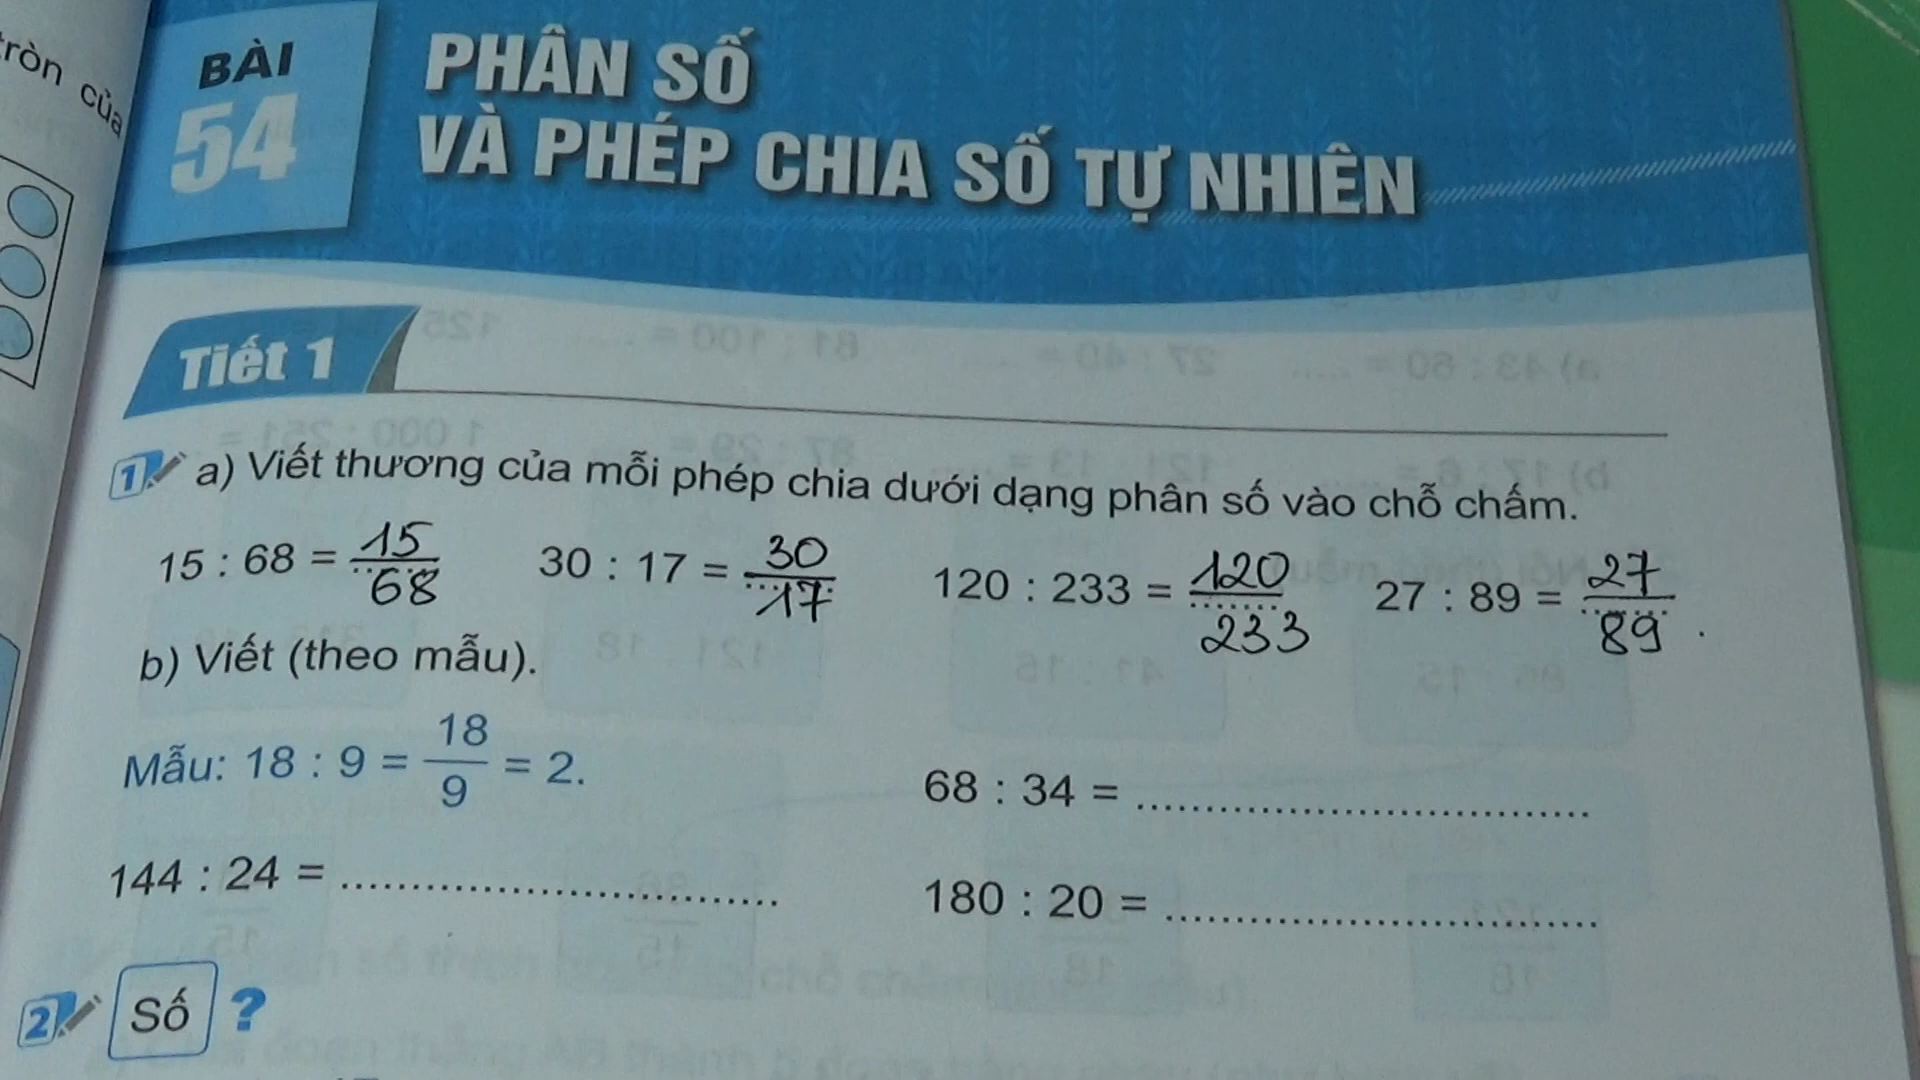 tròn của
BÀI
54
PHÂN SỐ
VÀ PHÉP CHIA SỐ TỰ NHIÊN
Tiết 1
1 a) Viết thương của mỗi phép chia dưới dạng phân số vào chỗ chấm.
15 : 68 = 15/68 30 : 17 = 30/17 120 : 233 = 120/233 27 : 89 = 27/89 .
b) Viết (theo mẫu).
Mẫu: 18 : 9 = 18/9 = 2. 68 : 34 = ........................
144 : 24 = ........................ 180 : 20 = ........................
2 Số ?